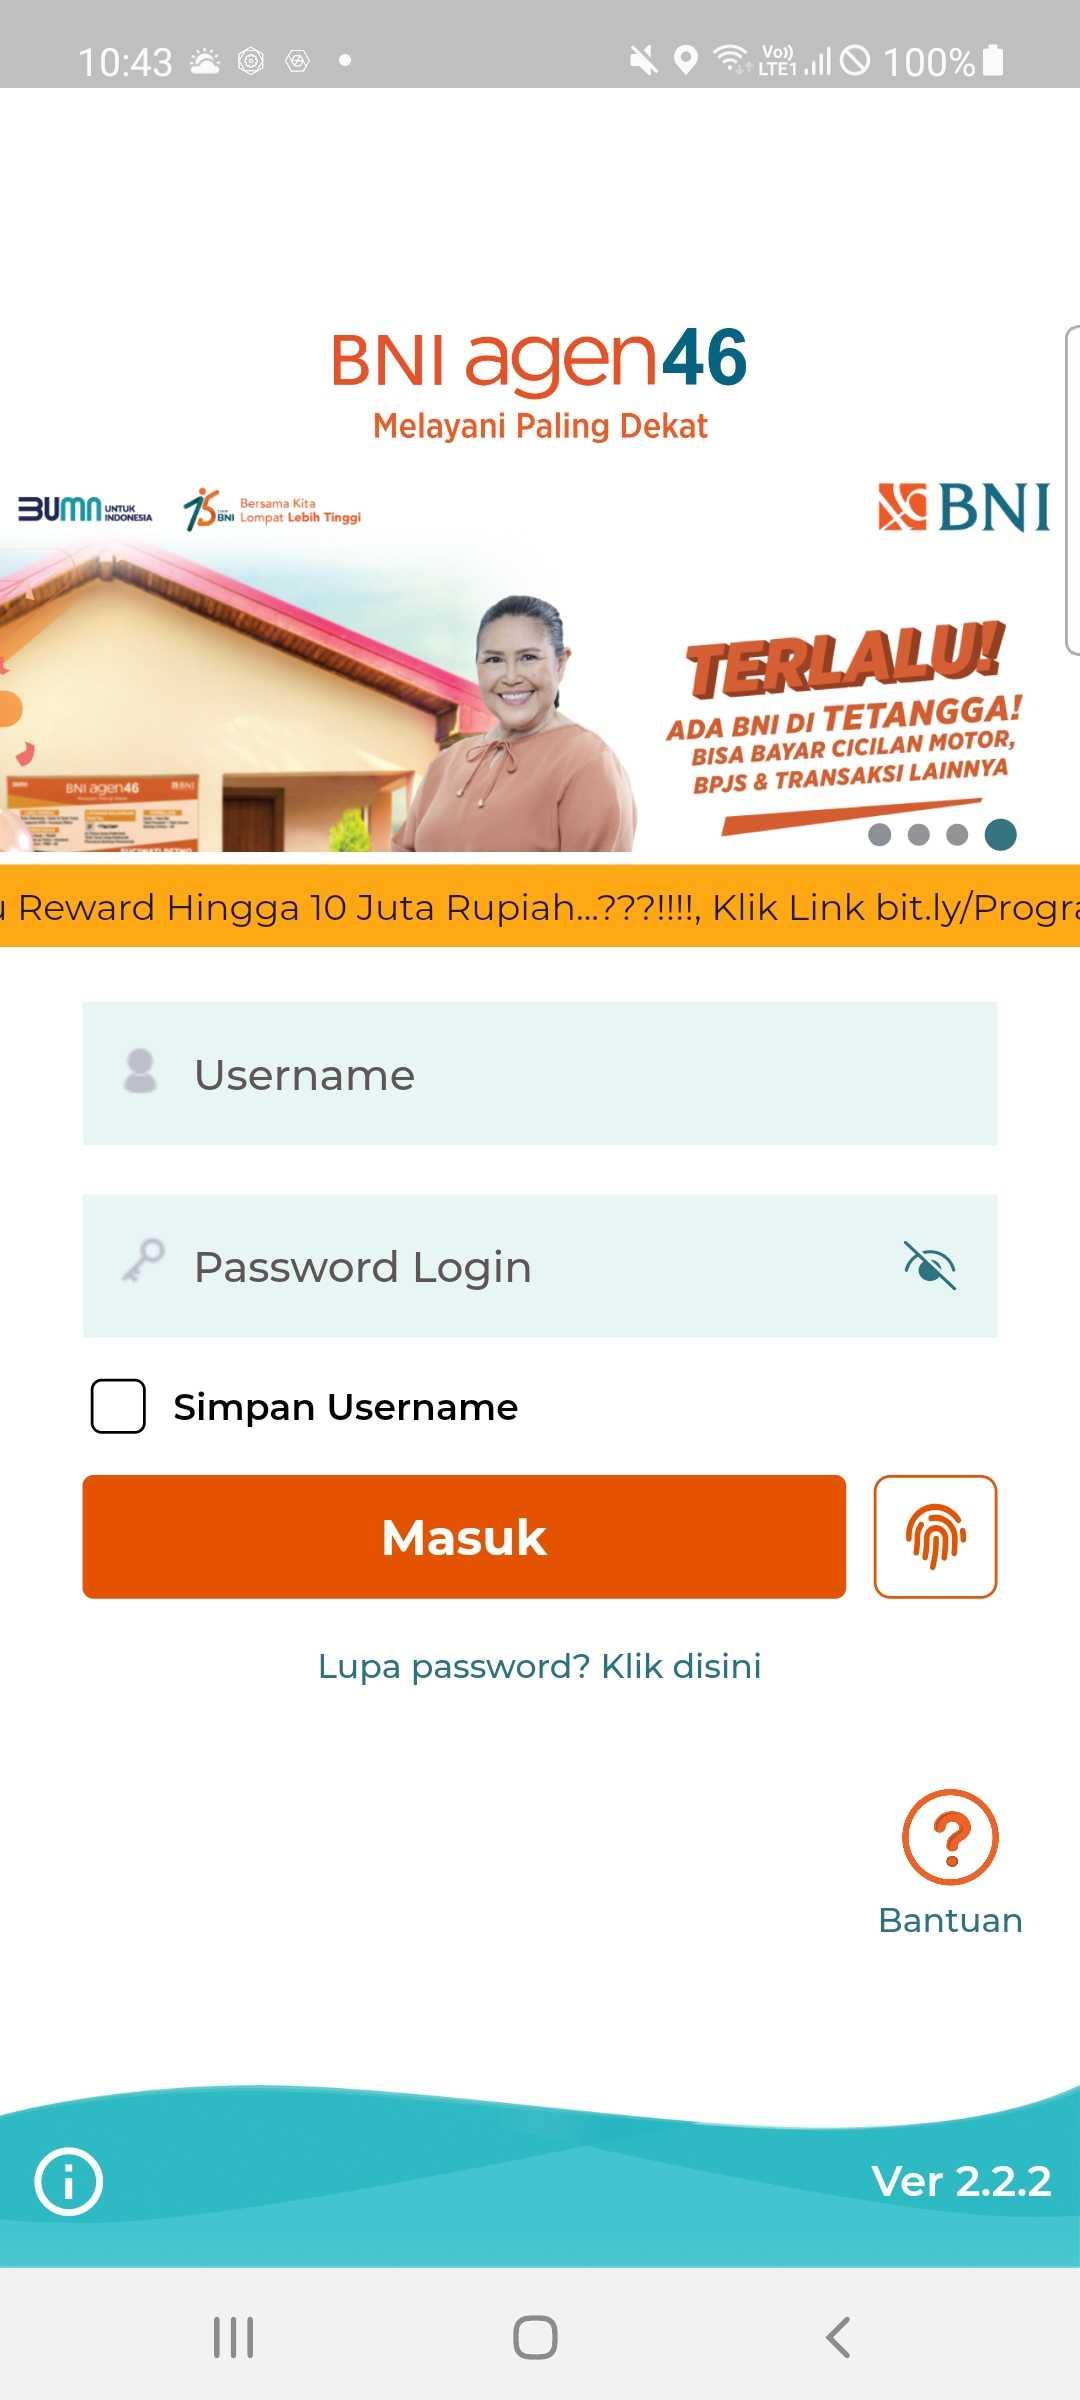 10:43
Vo))
LTE1
100%
BNI agen46
Melayani Paling Dekat
BUMN UNTUK INDONESIA
75 BNI Bersama Kita
Lompat Lebih Tinggi
BNI
TERLALU!
ADA BNI DI TETANGGA!
BISA BAYAR CICILAN MOTOR,
BPJS & TRANSAKSI LAINNYA
BNI agen46
BNI
Reward Hingga 10 Juta Rupiah...???!!!!, Klik Link bit.ly/Progra
Username
Password Login
Simpan Username
Masuk
Lupa password? Klik disini
?
Bantuan
i
Ver 2.2.2